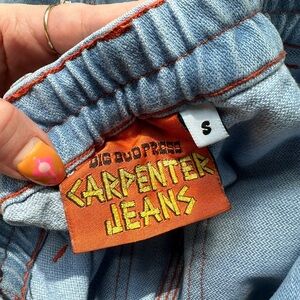 S
BIG BUD PRESS
CARPENTER
JEANS